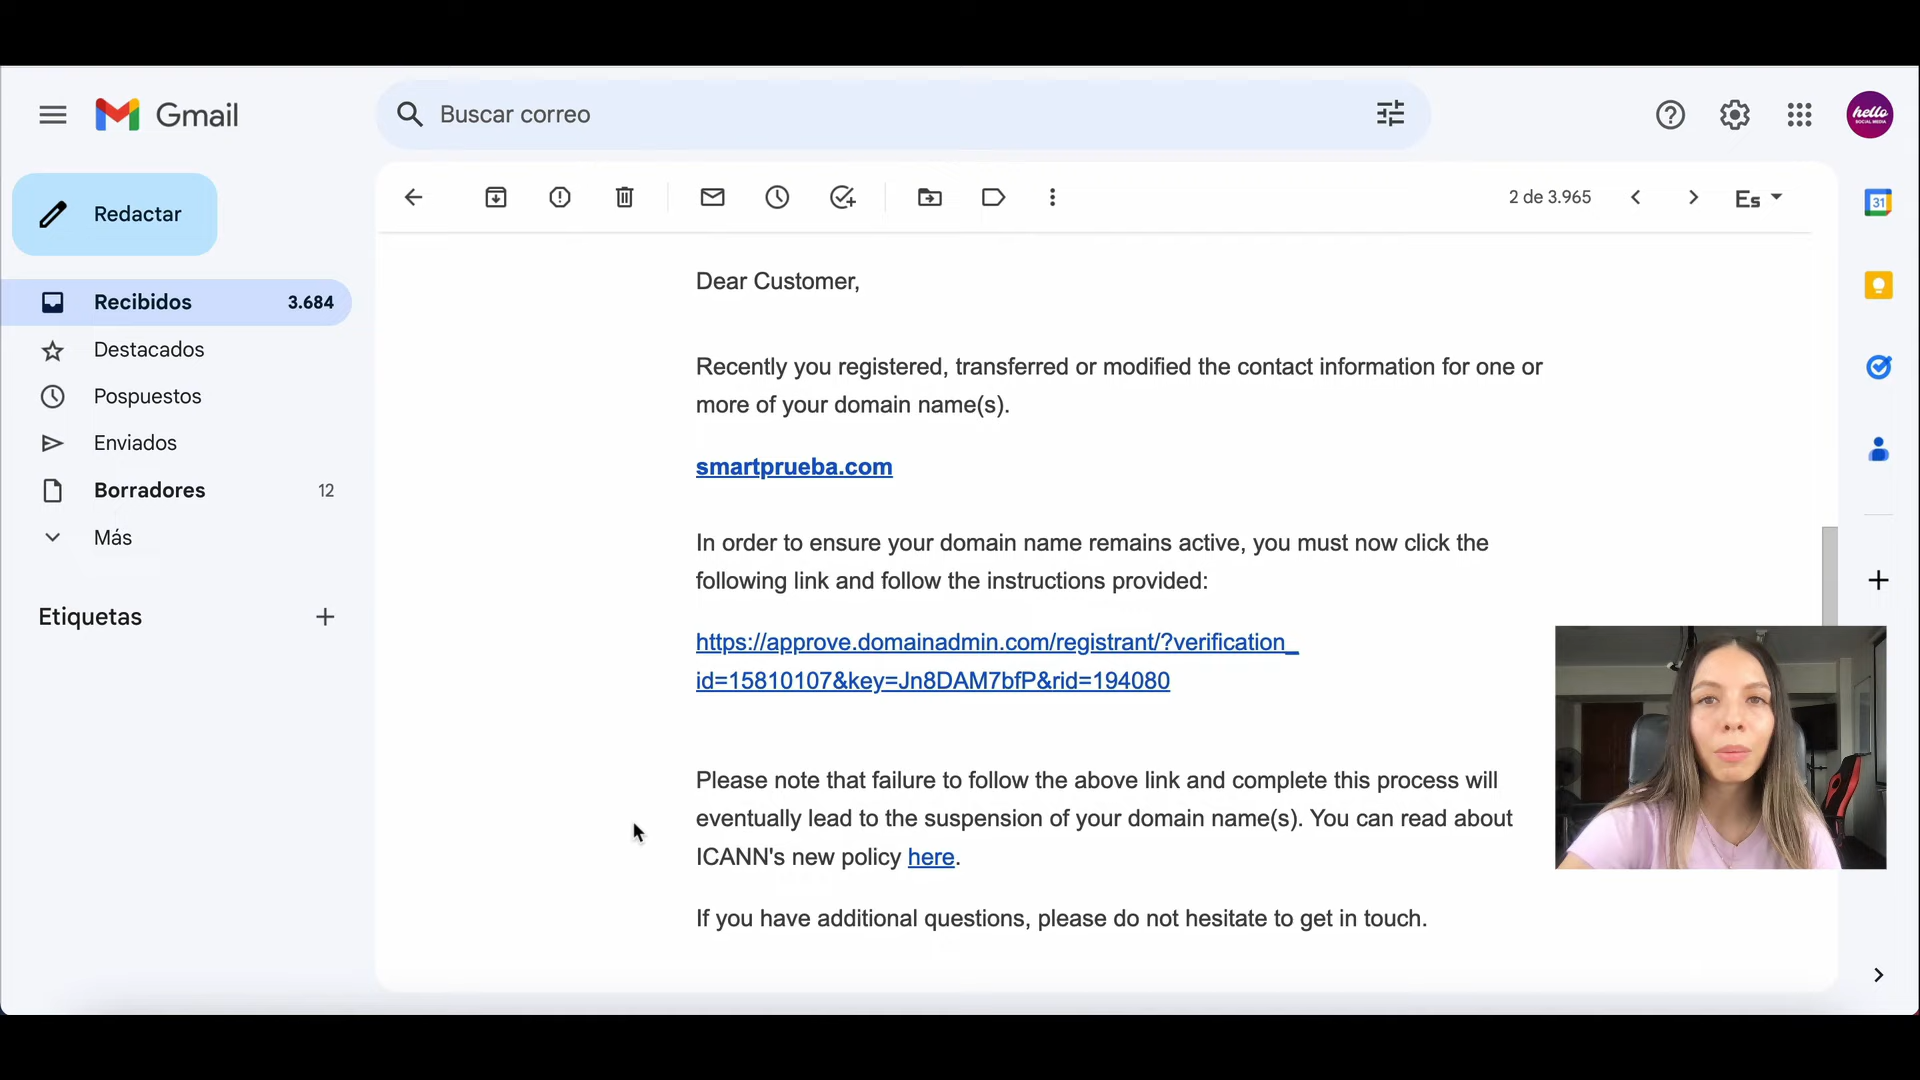 Gmail
Buscar correo
hello
SOCIAL MEDIA
Redactar
2 de 3.965
Es
31
Recibidos 3.684
Destacados
Pospuestos
Enviados
Borradores 12
Más
Etiquetas
Dear Customer,
Recently you registered, transferred or modified the contact information for one or
more of your domain name(s).
smartprueba.com
In order to ensure your domain name remains active, you must now click the
following link and follow the instructions provided:
https://approve.domainadmin.com/registrant/?verification_
id=15810107&key=Jn8DAM7bfP&rid=194080
Please note that failure to follow the above link and complete this process will
eventually lead to the suspension of your domain name(s). You can read about
ICANN's new policy here.
If you have additional questions, please do not hesitate to get in touch.